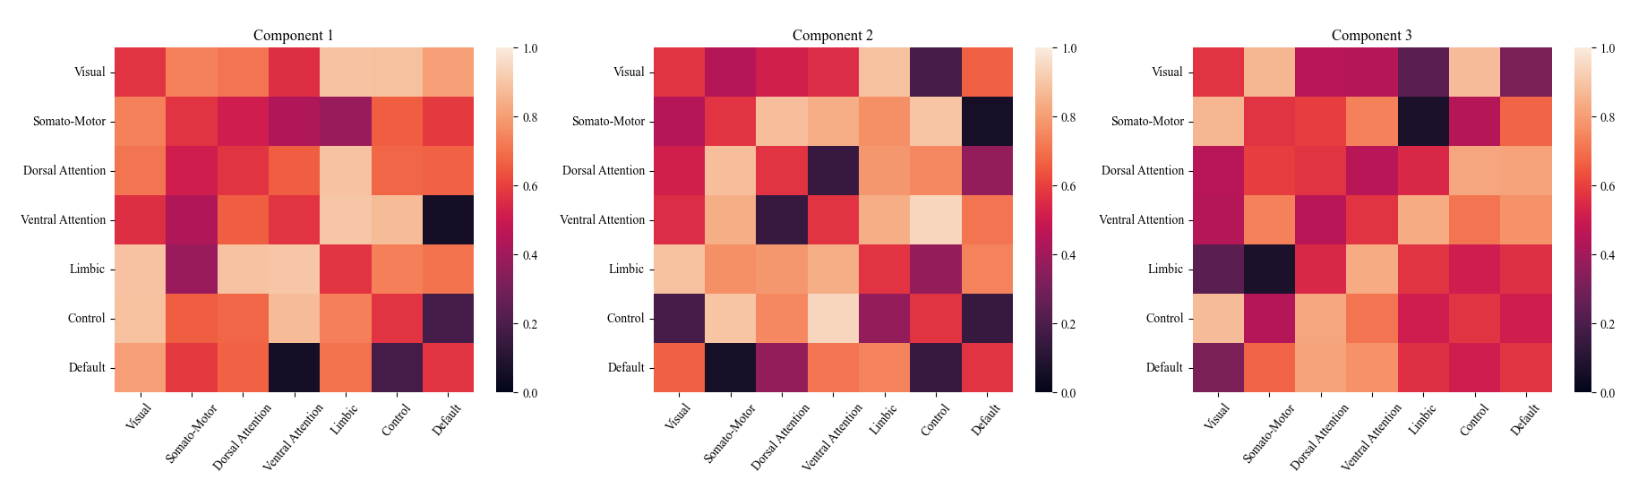 Component 1
Visual
Somato-Motor
Dorsal Attention
Ventral Attention
Limbic
Control
Default
Visual
Somato-Motor
Dorsal Attention
Ventral Attention
Limbic
Control
Default
1.0
0.8
0.6
0.4
0.2
0.0
Component 2
Visual
Somato-Motor
Dorsal Attention
Ventral Attention
Limbic
Control
Default
Visual
Somato-Motor
Dorsal Attention
Ventral Attention
Limbic
Control
Default
1.0
0.8
0.6
0.4
0.2
0.0
Component 3
Visual
Somato-Motor
Dorsal Attention
Ventral Attention
Limbic
Control
Default
Visual
Somato-Motor
Dorsal Attention
Ventral Attention
Limbic
Control
Default
1.0
0.8
0.6
0.4
0.2
0.0